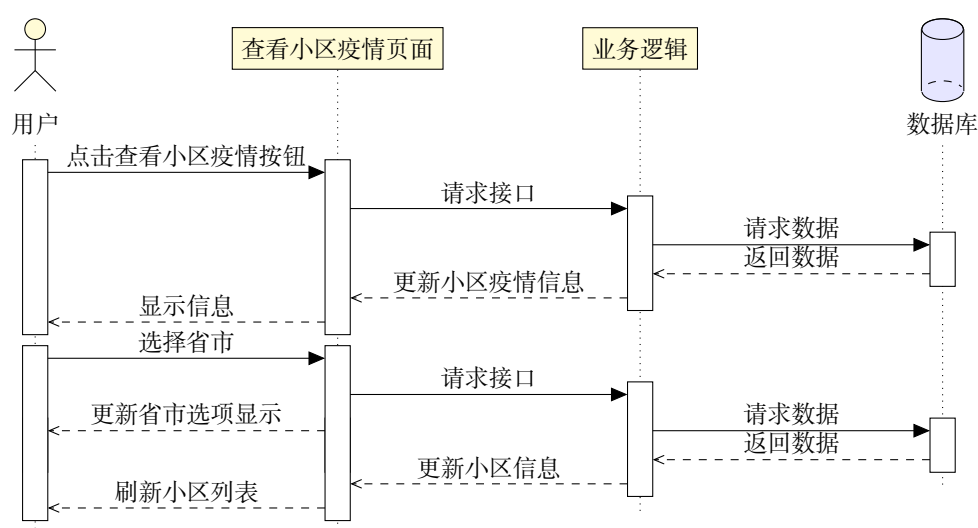 查看小区疫情页面
业务逻辑
用户
数据库
点击查看小区疫情按钮
请求接口
请求数据
返回数据
更新小区疫情信息
显示信息
选择省市
请求接口
更新省市选项显示
请求数据
返回数据
更新小区信息
刷新小区列表